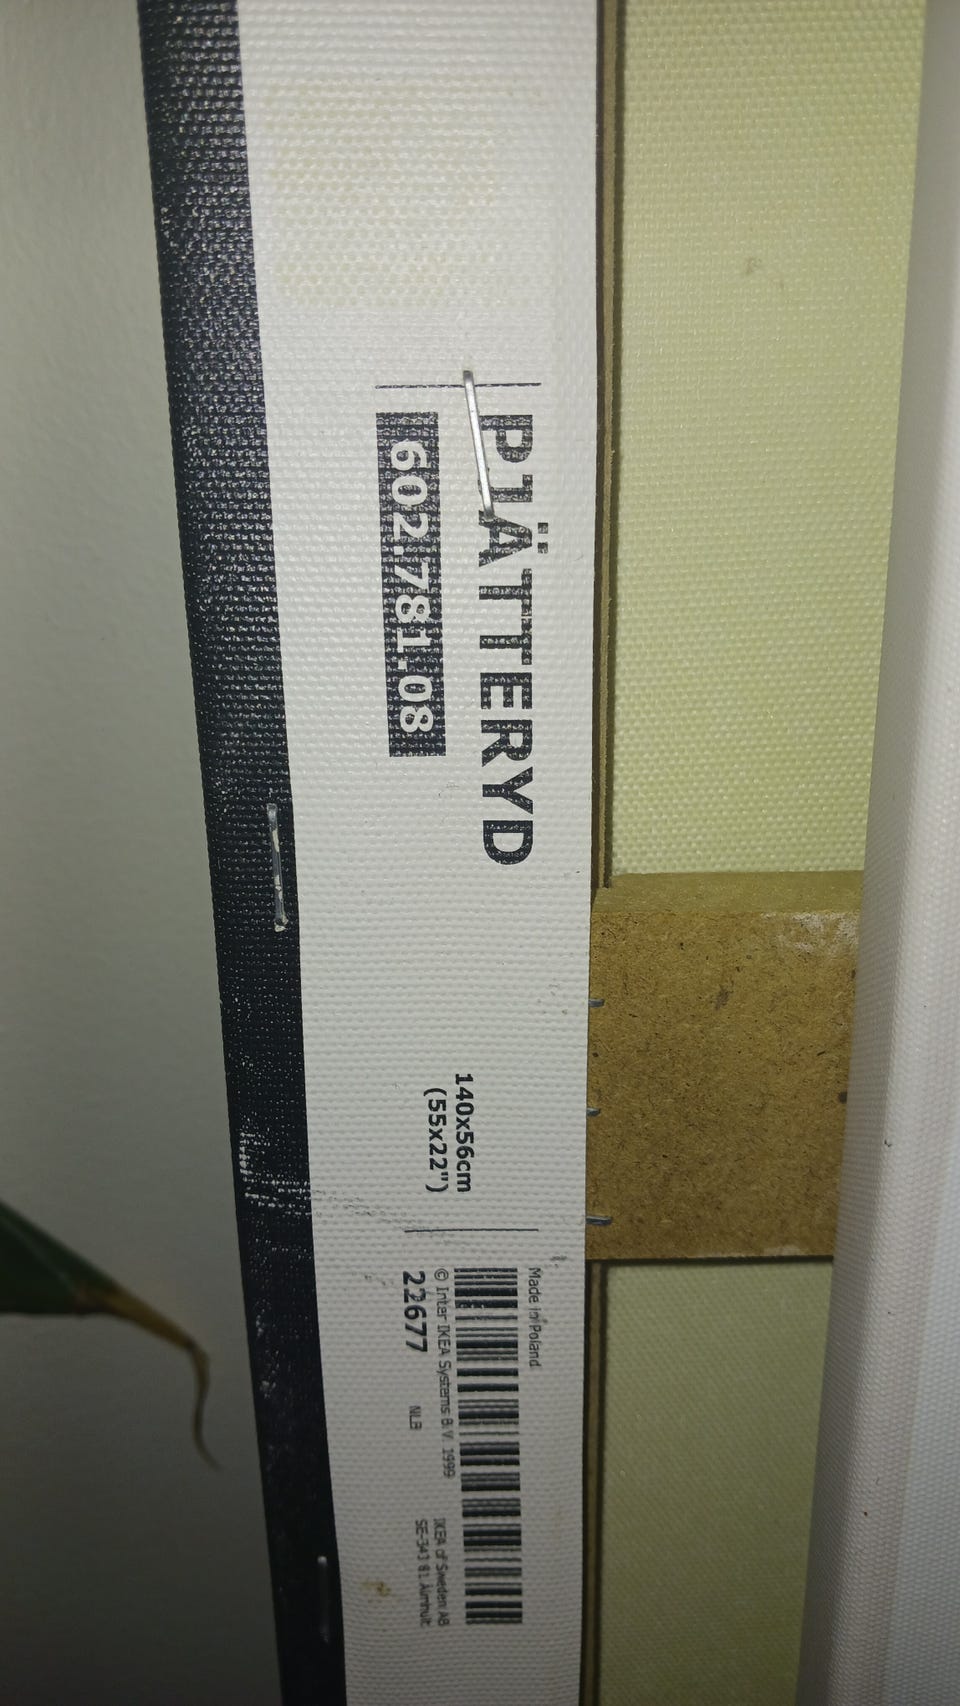 PJÄTTERYD
602.781.08
140x56cm
(55x22")
Made in Poland
© Inter IKEA Systems B.V. 1999
22677
NLB
IKEA of Sweden AB
SE-343 81 Älmhult